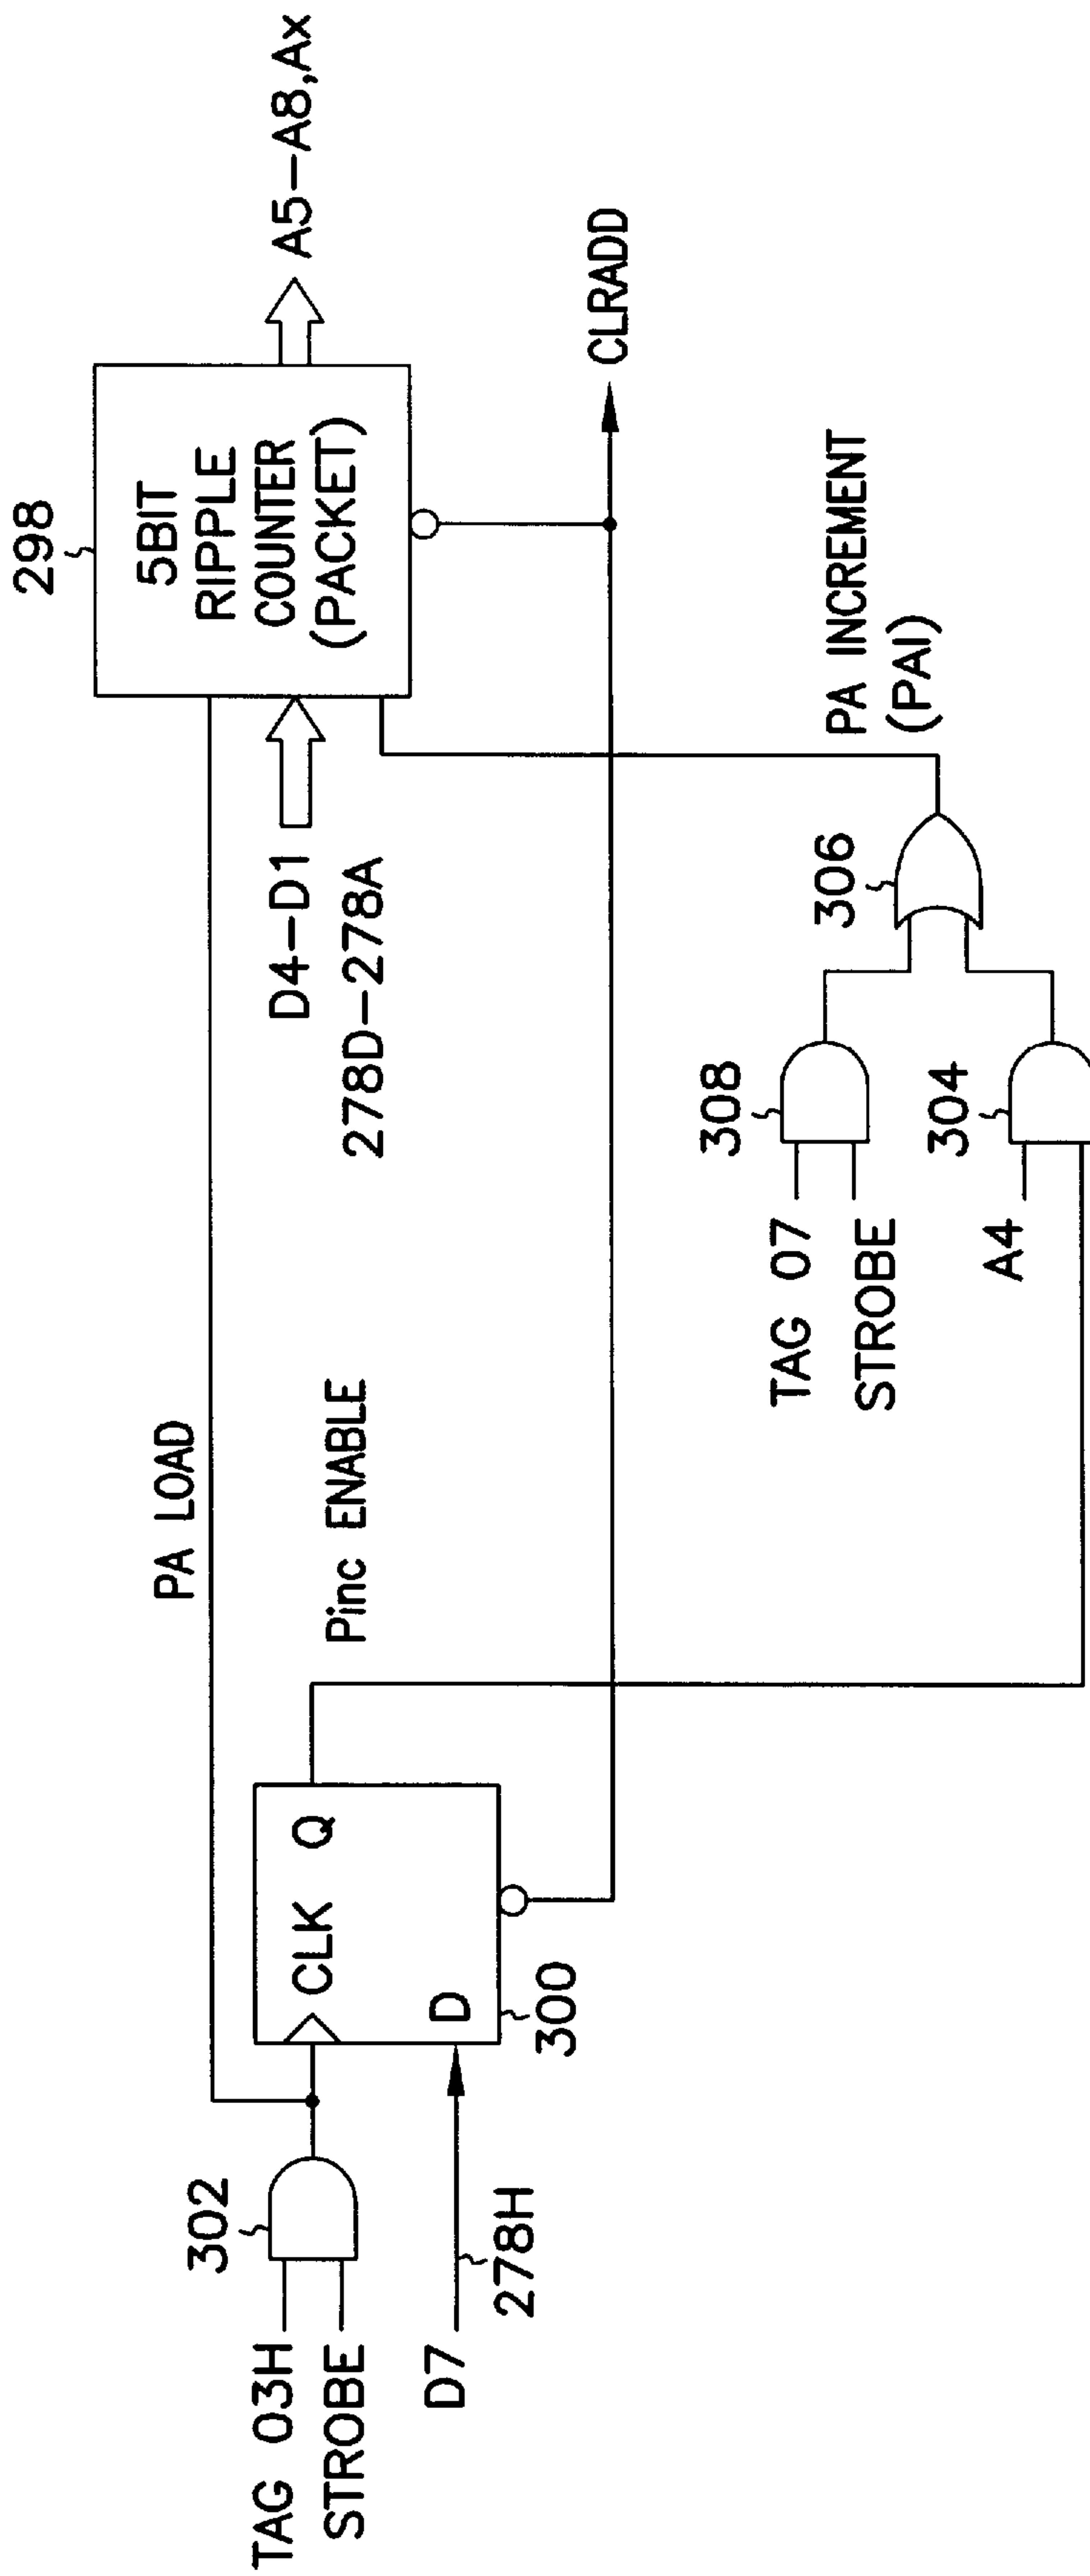 298
5BIT
RIPPLE
COUNTER
(PACKET)
A5-A8,Ax
PA LOAD
D4-D1
278D-278A
Pinc ENABLE
302
TAG 03H
STROBE
CLK Q
D
300
D7
278H
CLRADD
PA INCREMENT
(PAI)
306
308
TAG 07
STROBE
304
A4